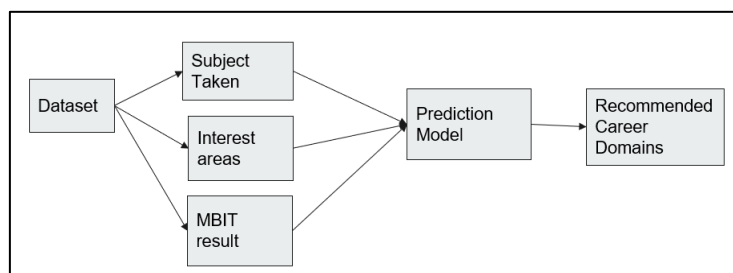 Dataset
Subject
Taken
Interest
areas
MBIT
result
Prediction
Model
Recommended
Career
Domains